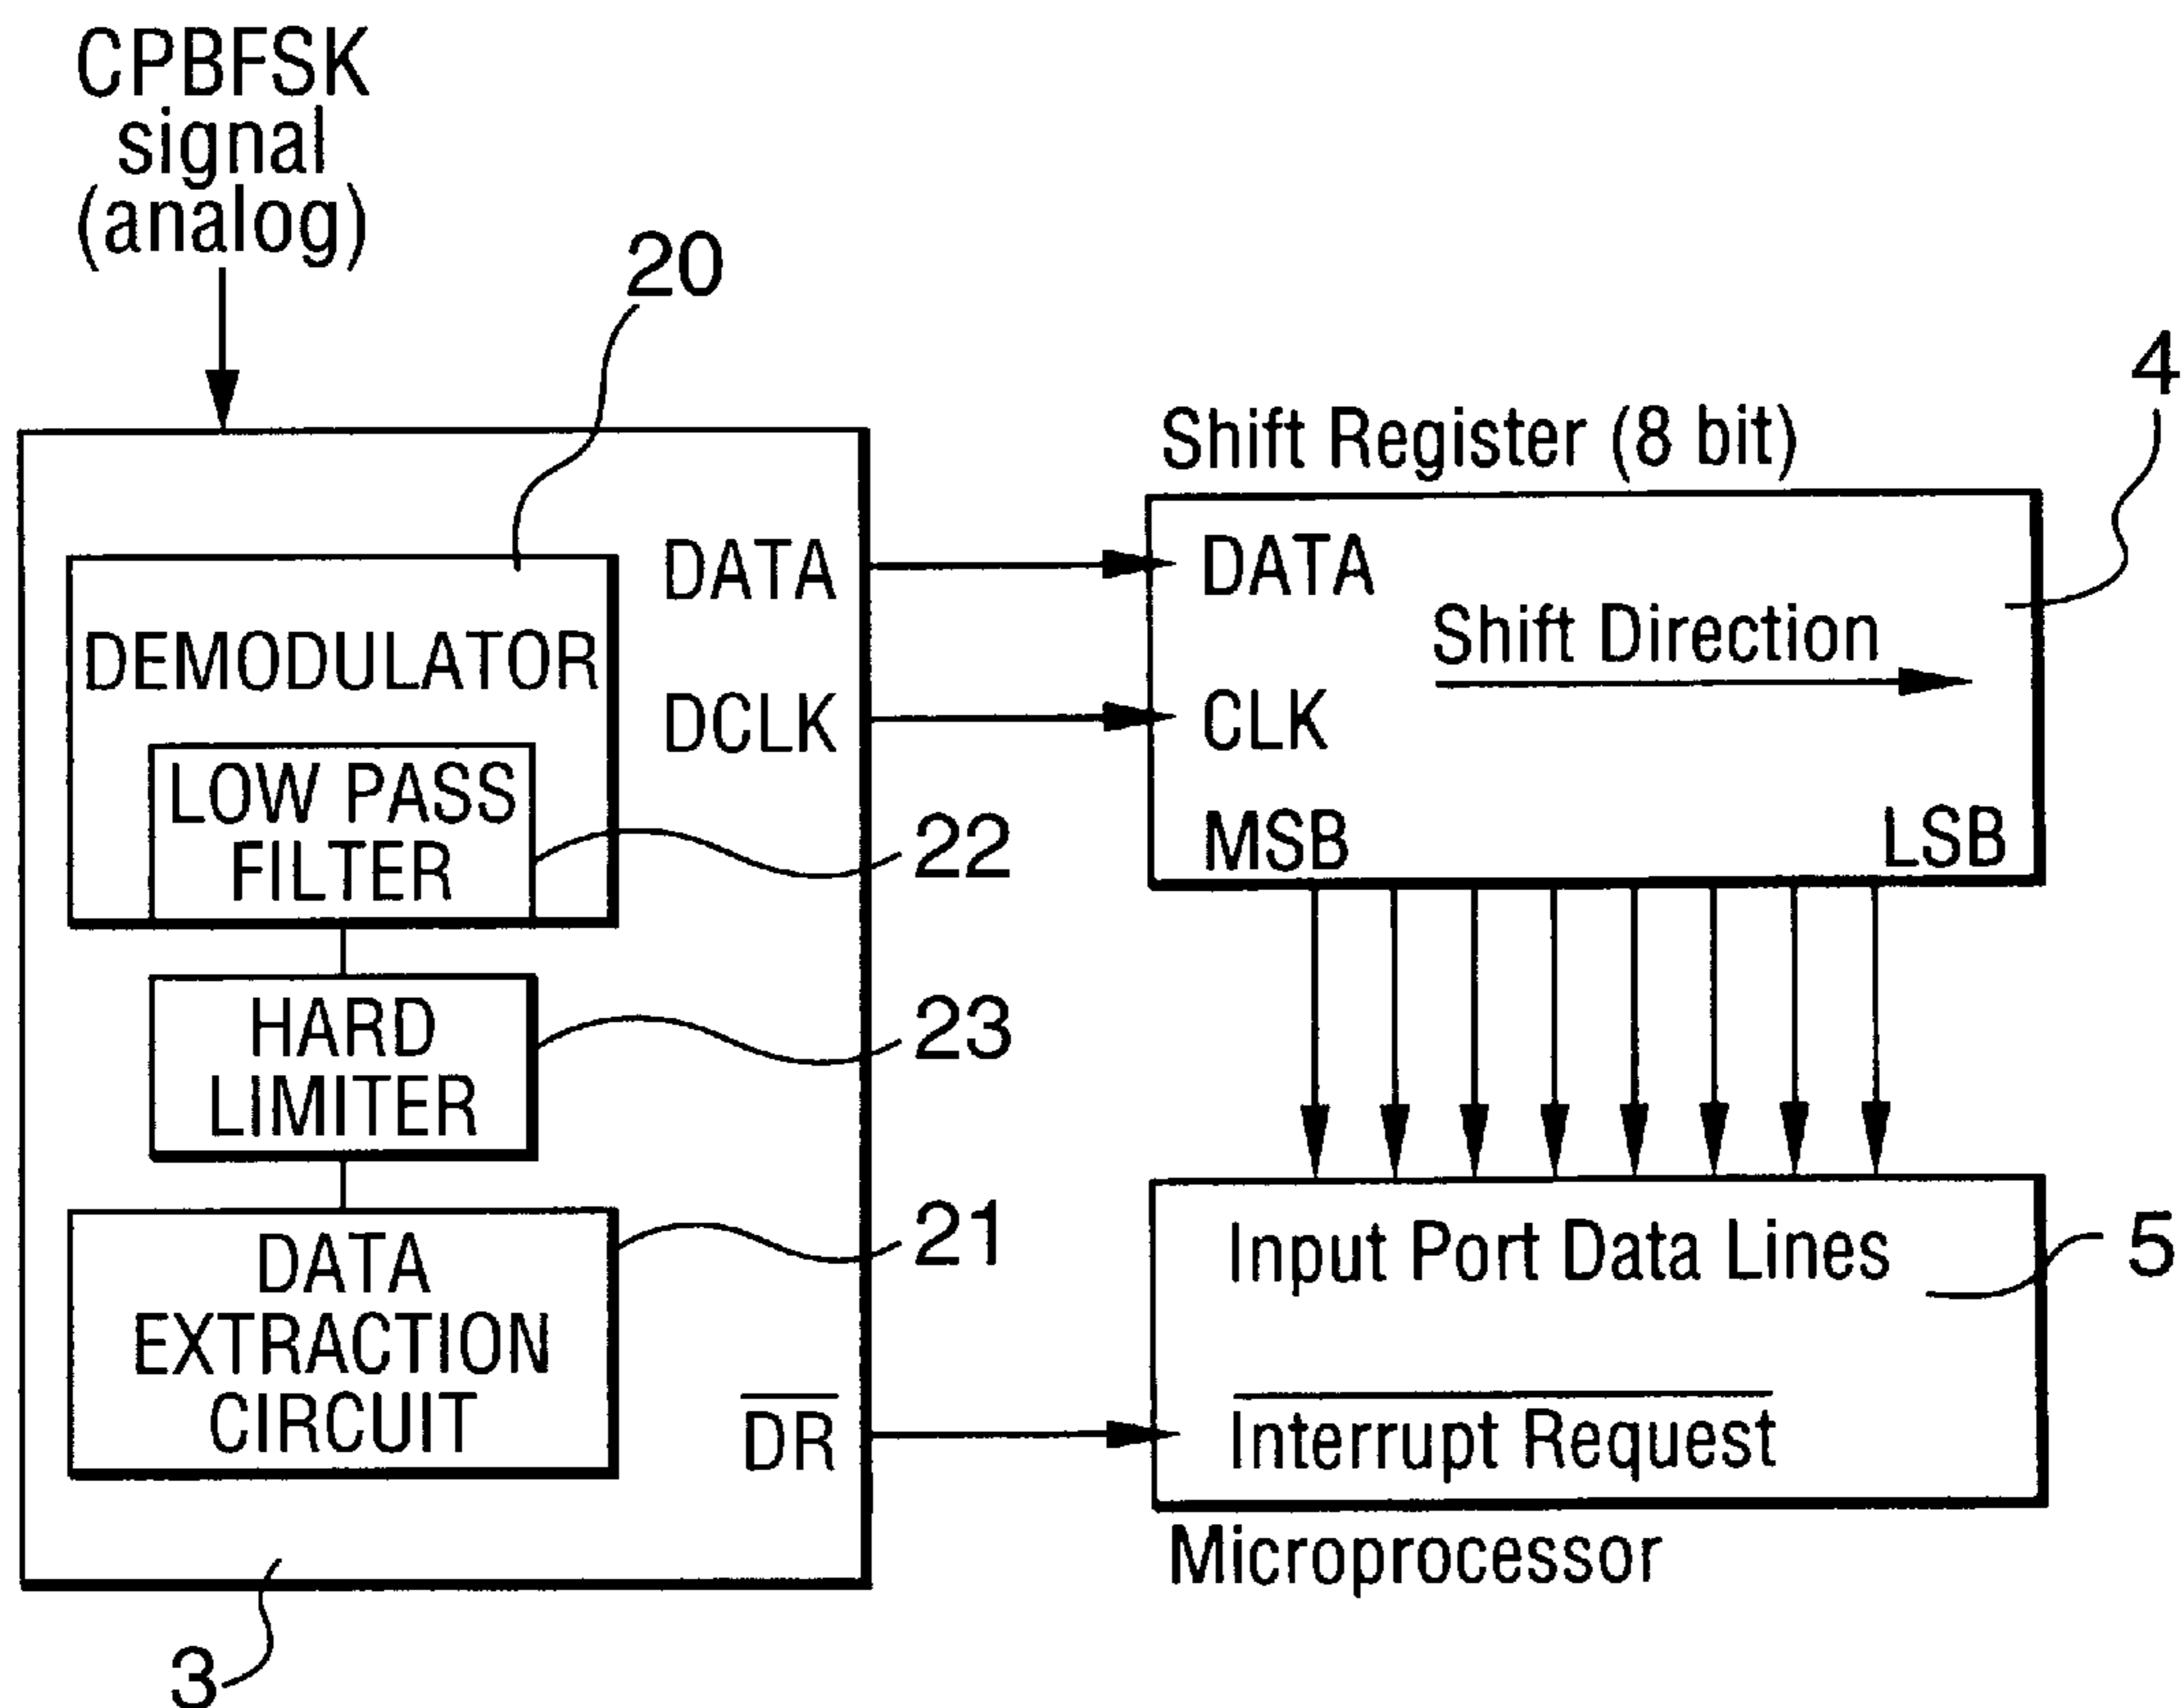 CPBFSK
signal
(analog)
20
4
Shift Register (8 bit)
DATA
DATA
Shift Direction
DEMODULATOR
DCLK
CLK
LOW PASS
FILTER
22
MSB
LSB
HARD
LIMITER
23
DATA
EXTRACTION
CIRCUIT
21
Input Port Data Lines
5
DR
Interrupt Request
Microprocessor
3